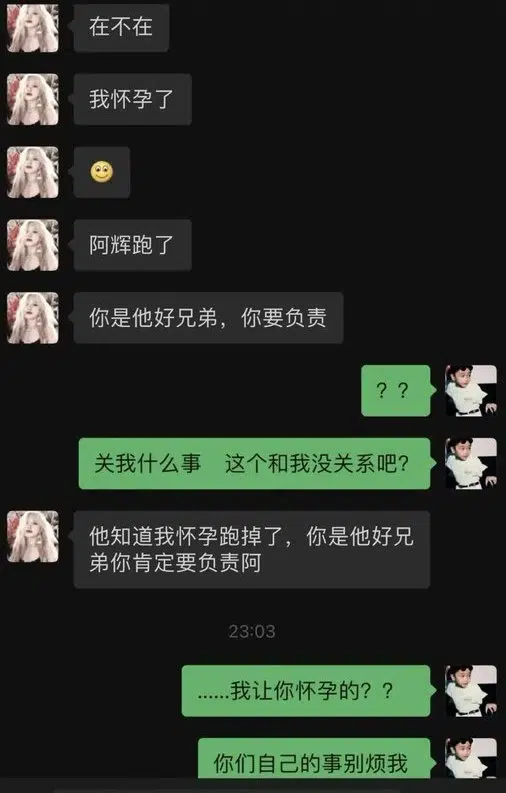 在不在
我怀孕了
阿辉跑了
你是他好兄弟，你要负责
？？
关我什么事　这个和我没关系吧？
他知道我怀孕跑掉了，你是他好兄
弟你肯定要负责阿
23:03
......我让你怀孕的？？
你们自己的事别烦我